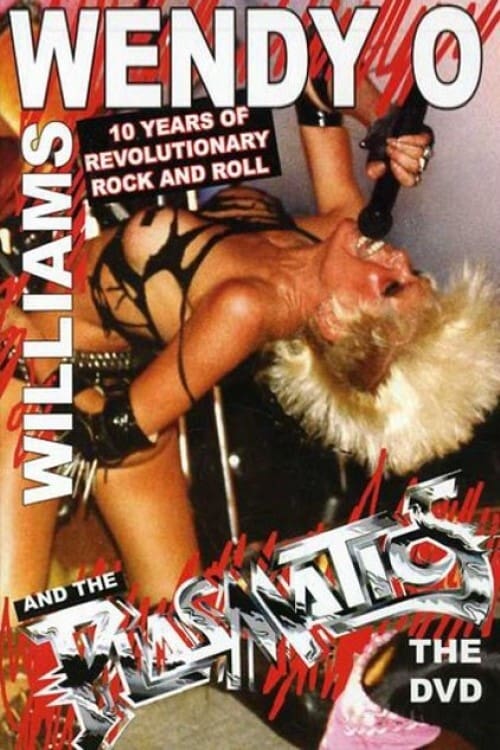 WENDY O
WILLIAMS
10 YEARS OF
REVOLUTIONARY
ROCK AND ROLL
AND THE
PLASMATICS
THE
DVD